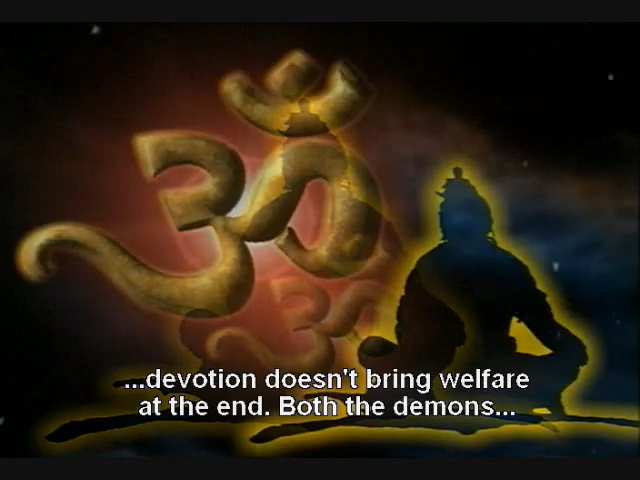 ॐ
ॐ
...devotion doesn't bring welfare
at the end. Both the demons...